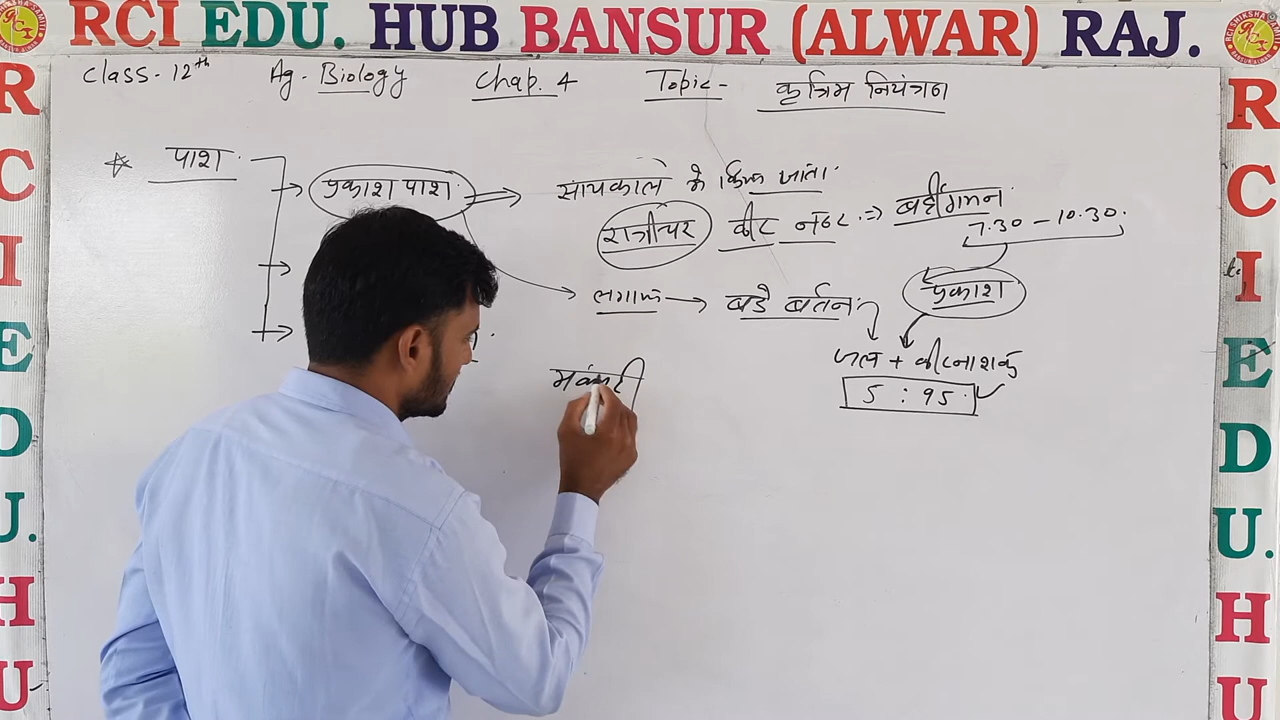 RCI EDU. HUB BANSUR (ALWAR) RAJ.
Class - 12th Ag. Biology Chap. 4 Topic - कृत्रिम नियंत्रण
पाश
प्रकाश पाश सांयकाल मे किया जाता
रात्रीचर कीट नष्ट => बर्हीगमन
7.30 - 10.30
लगाना बडे बर्तन प्रकाश
जल + कीटनाशक
5 : 95
RCI EDU. HU
RCI EDU. HU